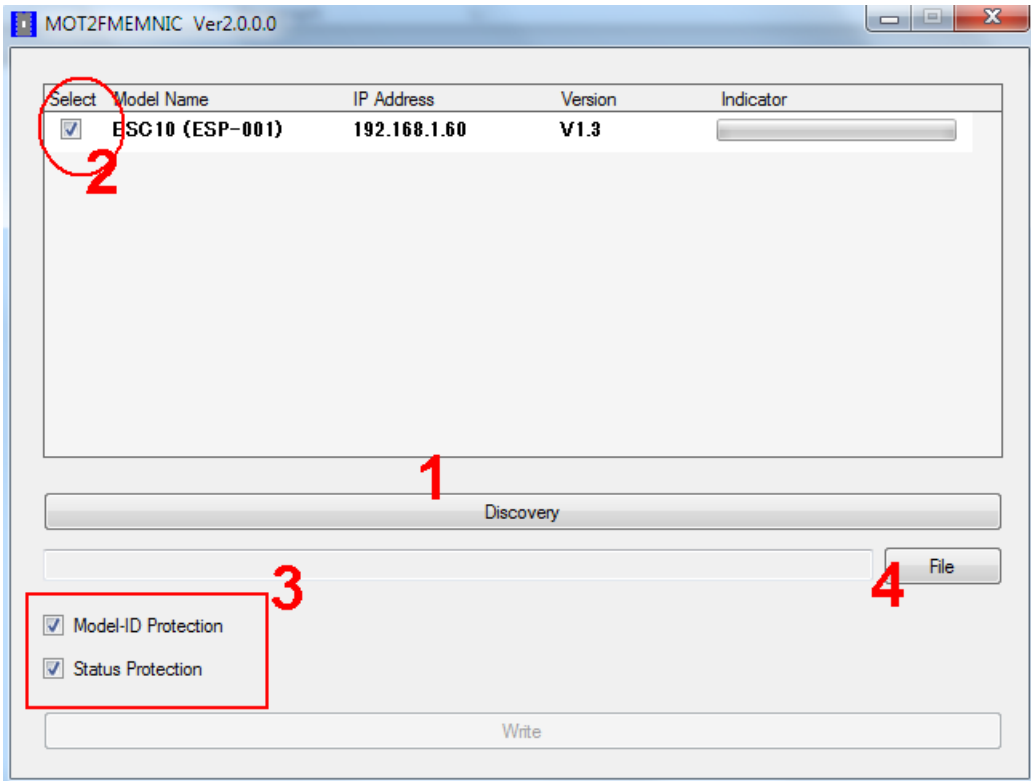 MOT2FMEMNIC Ver2.0.0.0
Select Model Name IP Address Version Indicator
ESC10 (ESP-001) 192.168.1.60 V1.3
2
1
Discovery
File
4
3
Model-ID Protection
Status Protection
Write